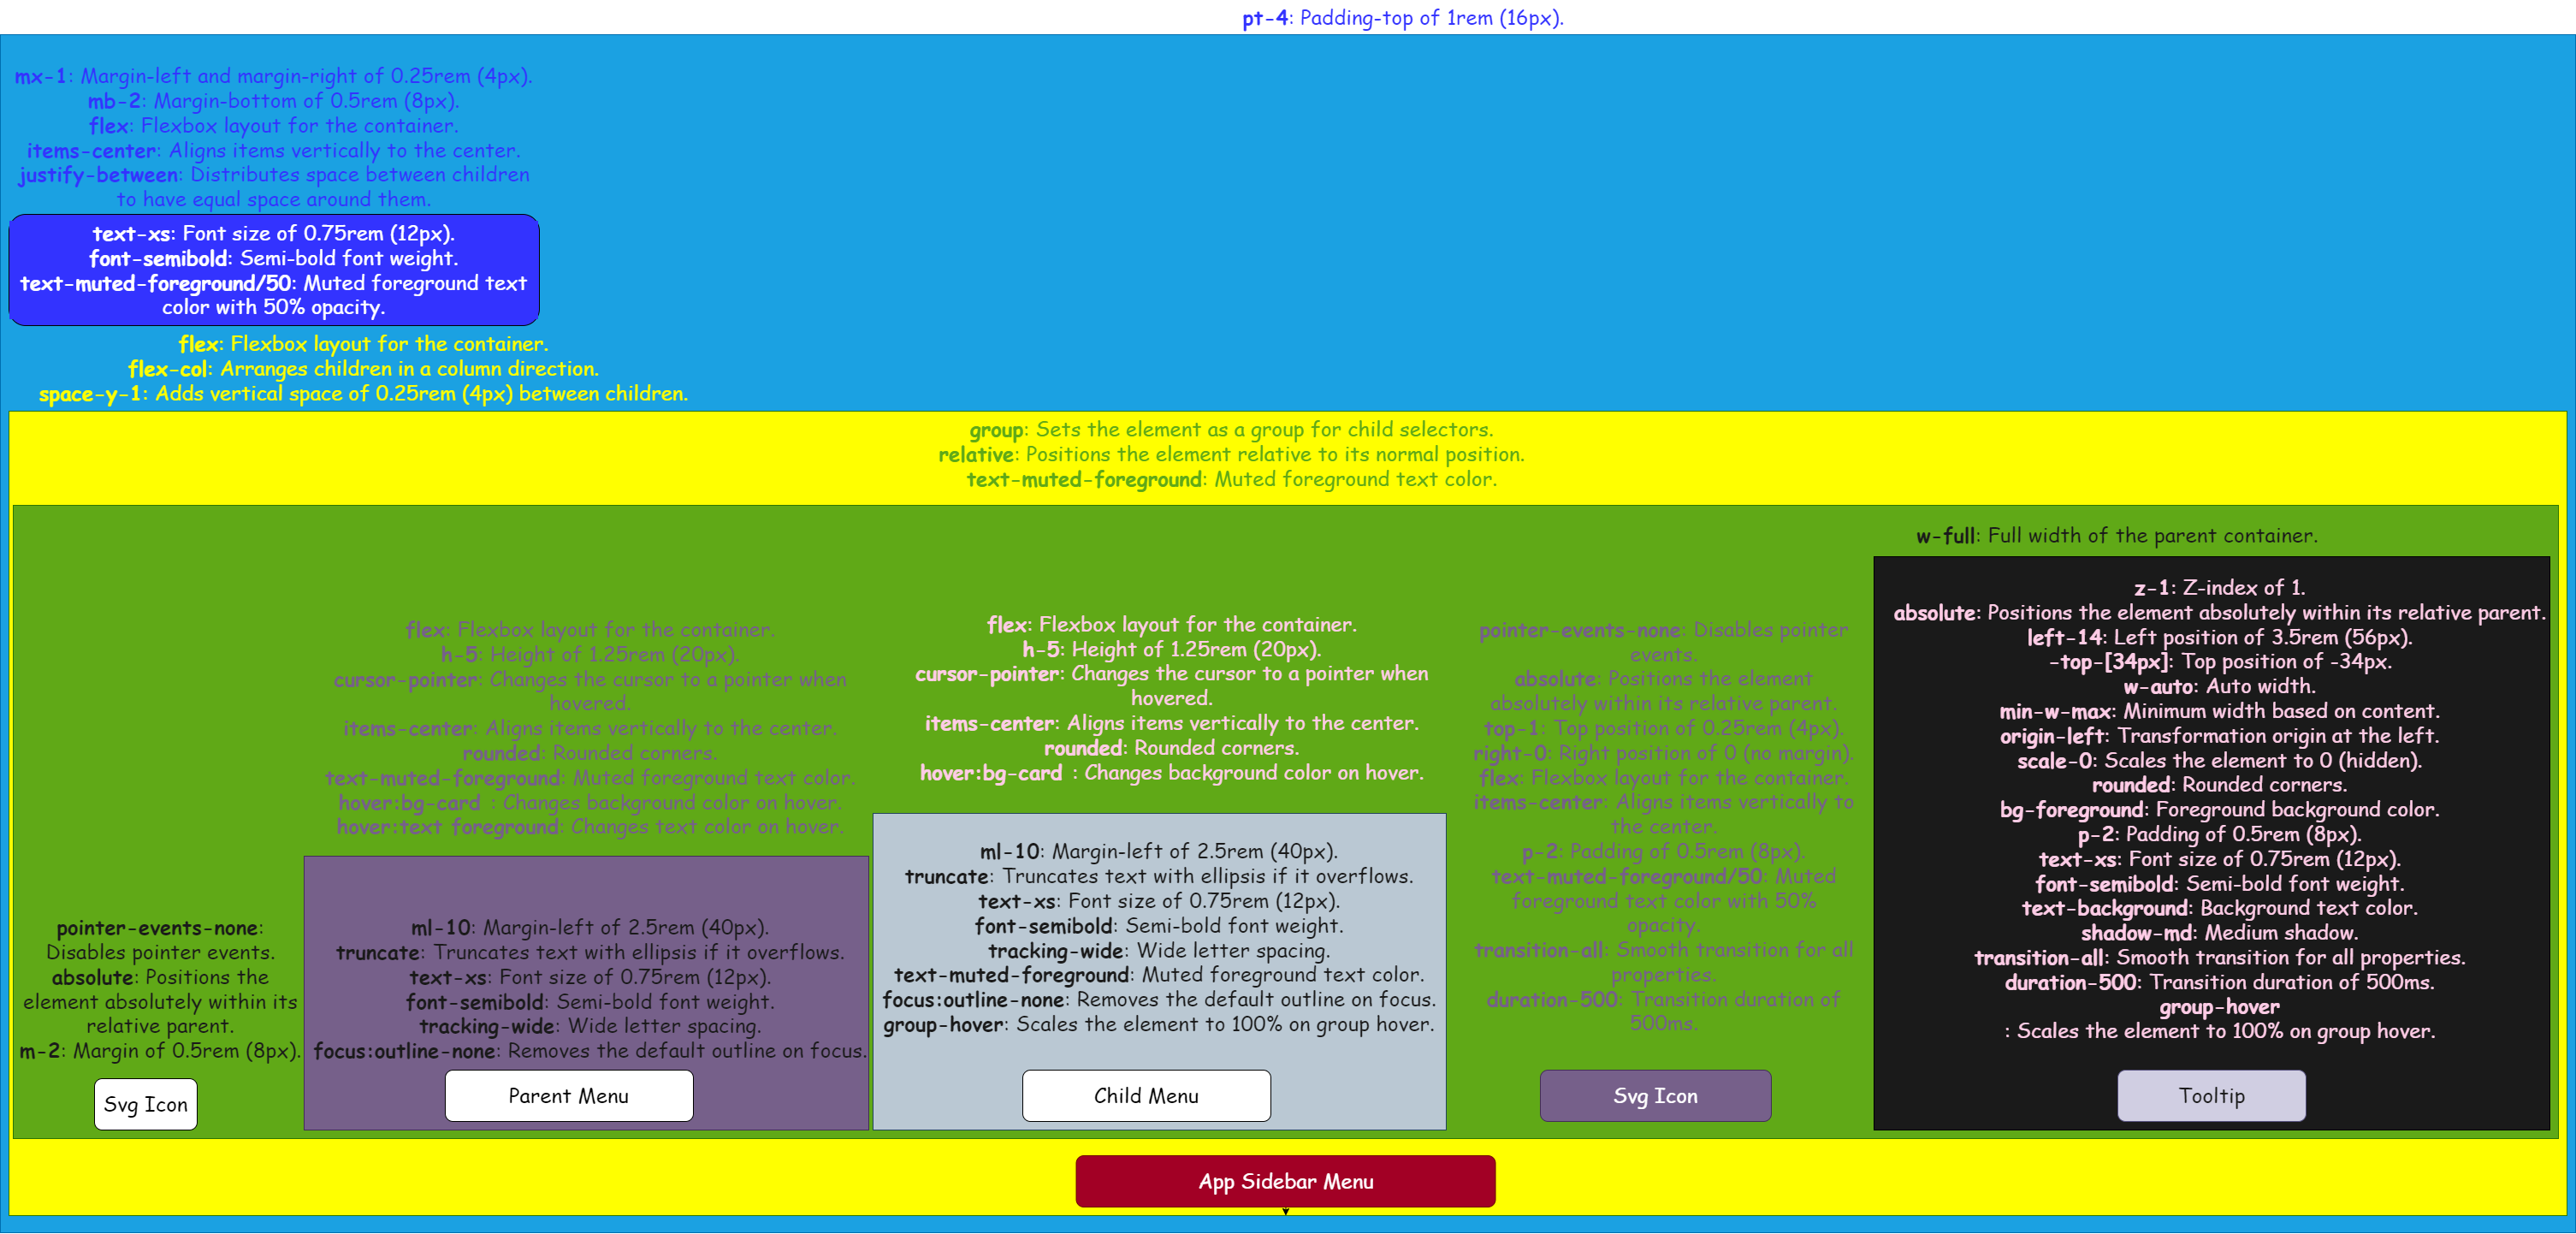 pt-4: Padding-top of 1rem (16px).
mx-1: Margin-left and margin-right of 0.25rem (4px).
mb-2: Margin-bottom of 0.5rem (8px).
flex: Flexbox layout for the container.
items-center: Aligns items vertically to the center.
justify-between: Distributes space between children
to have equal space around them.
text-xs: Font size of 0.75rem (12px).
font-semibold: Semi-bold font weight.
text-muted-foreground/50: Muted foreground text
color with 50% opacity.
flex: Flexbox layout for the container.
flex-col: Arranges children in a column direction.
space-y-1: Adds vertical space of 0.25rem (4px) between children.
group: Sets the element as a group for child selectors.
relative: Positions the element relative to its normal position.
text-muted-foreground: Muted foreground text color.
pointer-events-none:
Disables pointer events.
absolute: Positions the
element absolutely within its
relative parent.
m-2: Margin of 0.5rem (8px).
Svg Icon
flex: Flexbox layout for the container.
h-5: Height of 1.25rem (20px).
cursor-pointer: Changes the cursor to a pointer when
hovered.
items-center: Aligns items vertically to the center.
rounded: Rounded corners.
text-muted-foreground: Muted foreground text color.
hover:bg-card : Changes background color on hover.
hover:text foreground: Changes text color on hover.
ml-10: Margin-left of 2.5rem (40px).
truncate: Truncates text with ellipsis if it overflows.
text-xs: Font size of 0.75rem (12px).
font-semibold: Semi-bold font weight.
tracking-wide: Wide letter spacing.
focus:outline-none: Removes the default outline on focus.
Parent Menu
flex: Flexbox layout for the container.
h-5: Height of 1.25rem (20px).
cursor-pointer: Changes the cursor to a pointer when
hovered.
items-center: Aligns items vertically to the center.
rounded: Rounded corners.
hover:bg-card : Changes background color on hover.
ml-10: Margin-left of 2.5rem (40px).
truncate: Truncates text with ellipsis if it overflows.
text-xs: Font size of 0.75rem (12px).
font-semibold: Semi-bold font weight.
tracking-wide: Wide letter spacing.
text-muted-foreground: Muted foreground text color.
focus:outline-none: Removes the default outline on focus.
group-hover: Scales the element to 100% on group hover.
Child Menu
pointer-events-none: Disables pointer
events.
absolute: Positions the element
absolutely within its relative parent.
top-1: Top position of 0.25rem (4px).
right-0: Right position of 0 (no margin).
flex: Flexbox layout for the container.
items-center: Aligns items vertically to
the center.
p-2: Padding of 0.5rem (8px).
text-muted-foreground/50: Muted
foreground text color with 50%
opacity.
transition-all: Smooth transition for all
properties.
duration-500: Transition duration of
500ms.
Svg Icon
w-full: Full width of the parent container.
z-1: Z-index of 1.
absolute: Positions the element absolutely within its relative parent.
left-14: Left position of 3.5rem (56px).
-top-[34px]: Top position of -34px.
w-auto: Auto width.
min-w-max: Minimum width based on content.
origin-left: Transformation origin at the left.
scale-0: Scales the element to 0 (hidden).
rounded: Rounded corners.
bg-foreground: Foreground background color.
p-2: Padding of 0.5rem (8px).
text-xs: Font size of 0.75rem (12px).
font-semibold: Semi-bold font weight.
text-background: Background text color.
shadow-md: Medium shadow.
transition-all: Smooth transition for all properties.
duration-500: Transition duration of 500ms.
group-hover
: Scales the element to 100% on group hover.
Tooltip
App Sidebar Menu